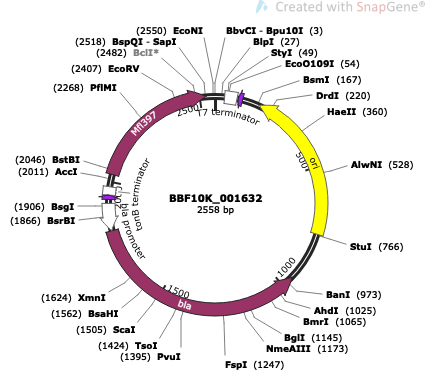 Created with SnapGene®
(2550) EcoNI
BbvCI - Bpu10I (3)
(2518) BspQI - SapI
BlpI (27)
(2482) BclI*
StyI (49)
(2407) EcoRV
EcoO109I (54)
(2268) PflMI
BsmI (167)
DrdI (220)
HaeII (360)
2500
T7 terminator
Mfl397
ori
500
AlwNI (528)
(2046) BstBI
(2011) AccI
tonB terminator
BBF10K_001632
2558 bp
(1906) BsgI
(1866) BsrBI
bla promoter
StuI (766)
1000
1500
bla
(1624) XmnI
(1562) BsaHI
(1505) ScaI
(1424) TsoI
(1395) PvuI
BanI (973)
AhdI (1025)
BmrI (1065)
BglI (1145)
NmeAIII (1173)
FspI (1247)